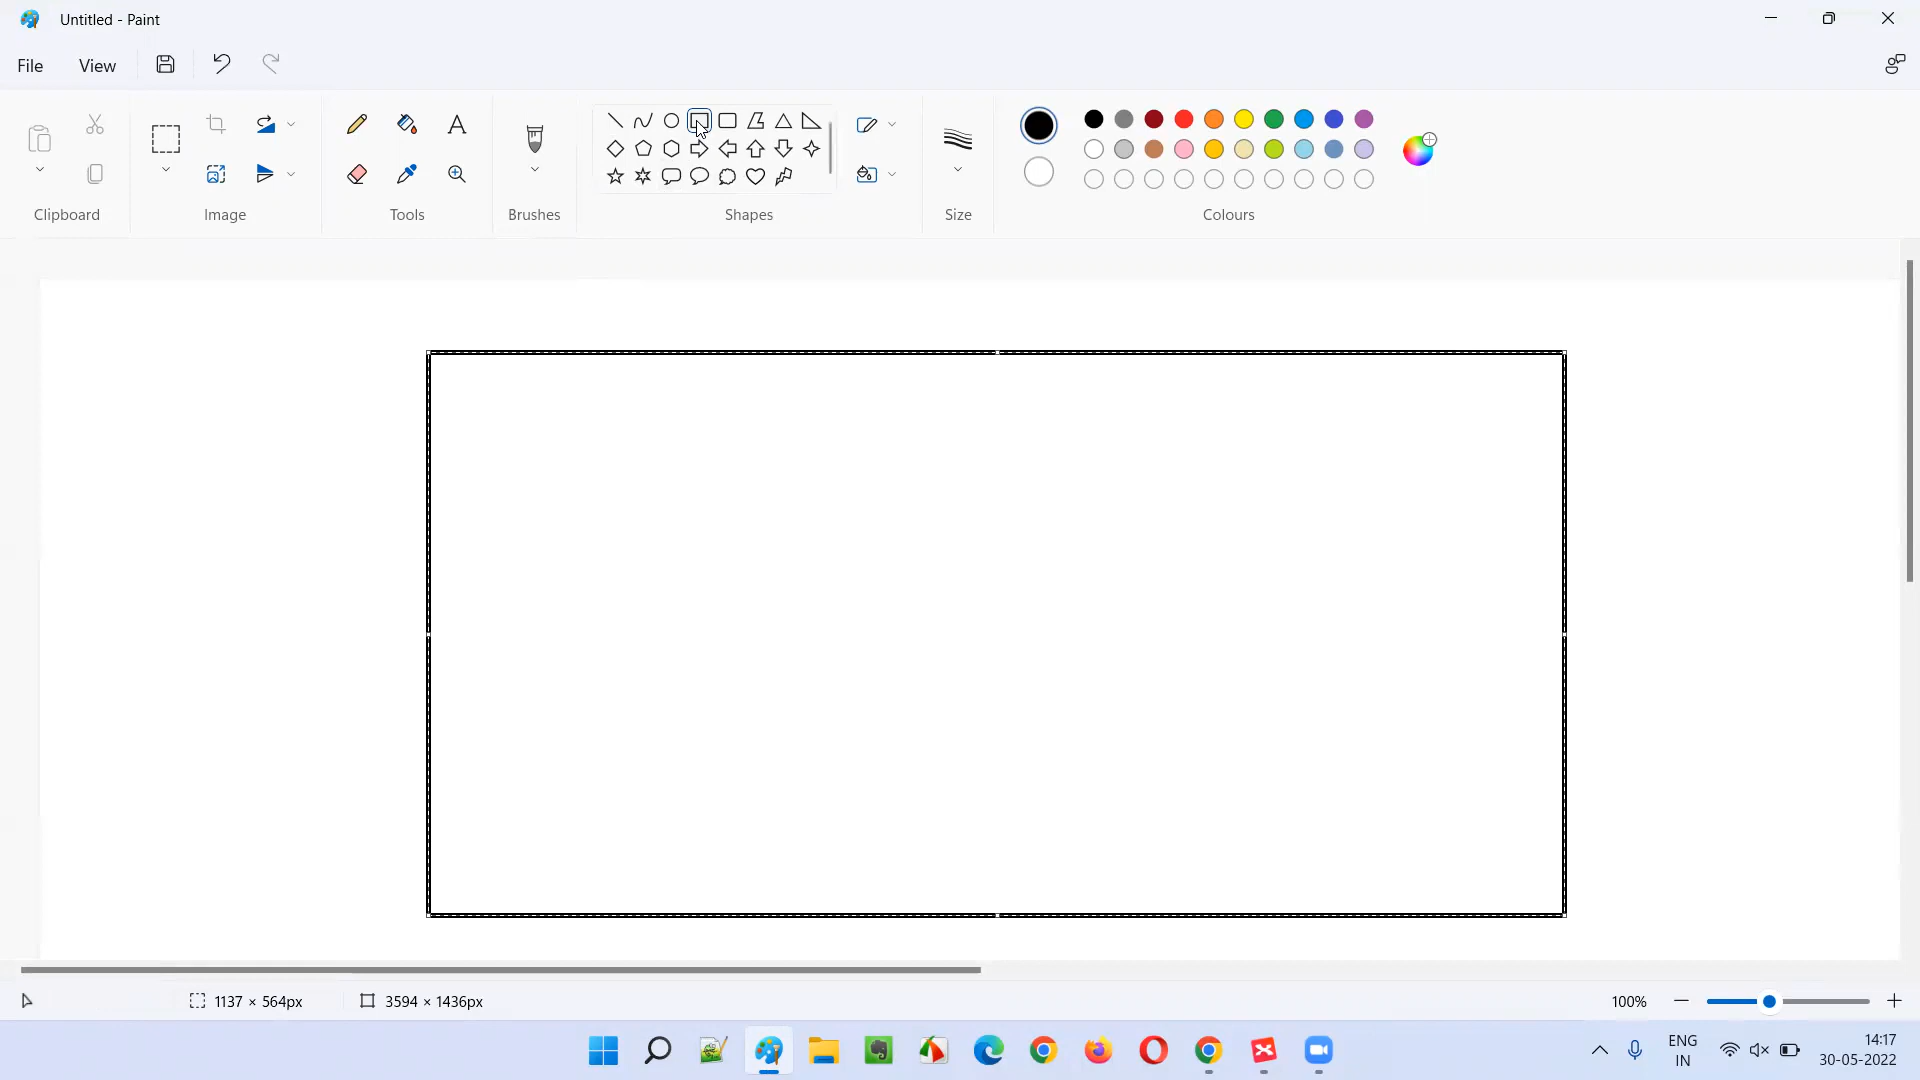 Untitled - Paint
File View
Clipboard Image Tools Brushes Shapes Size Colours
1137 × 564px 3594 × 1436px 100%
ENG
IN
14:17
30-05-2022